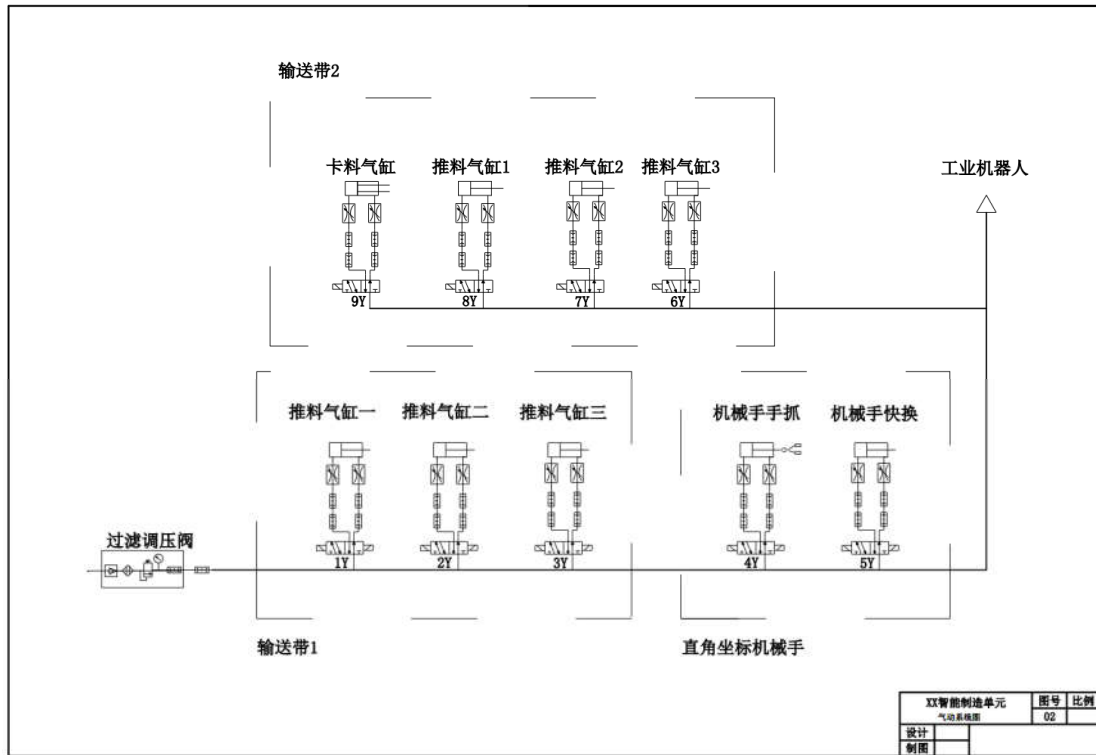 输送带2
卡料气缸 推料气缸1 推料气缸2 推料气缸3
工业机器人
9Y 8Y 7Y 6Y
推料气缸一 推料气缸二 推料气缸三 机械手手抓 机械手快换
过滤调压阀
1Y 2Y 3Y 4Y 5Y
输送带1 直角坐标机械手
XX智能制造单元 图号 比例
气动系统图 02
设计
制图